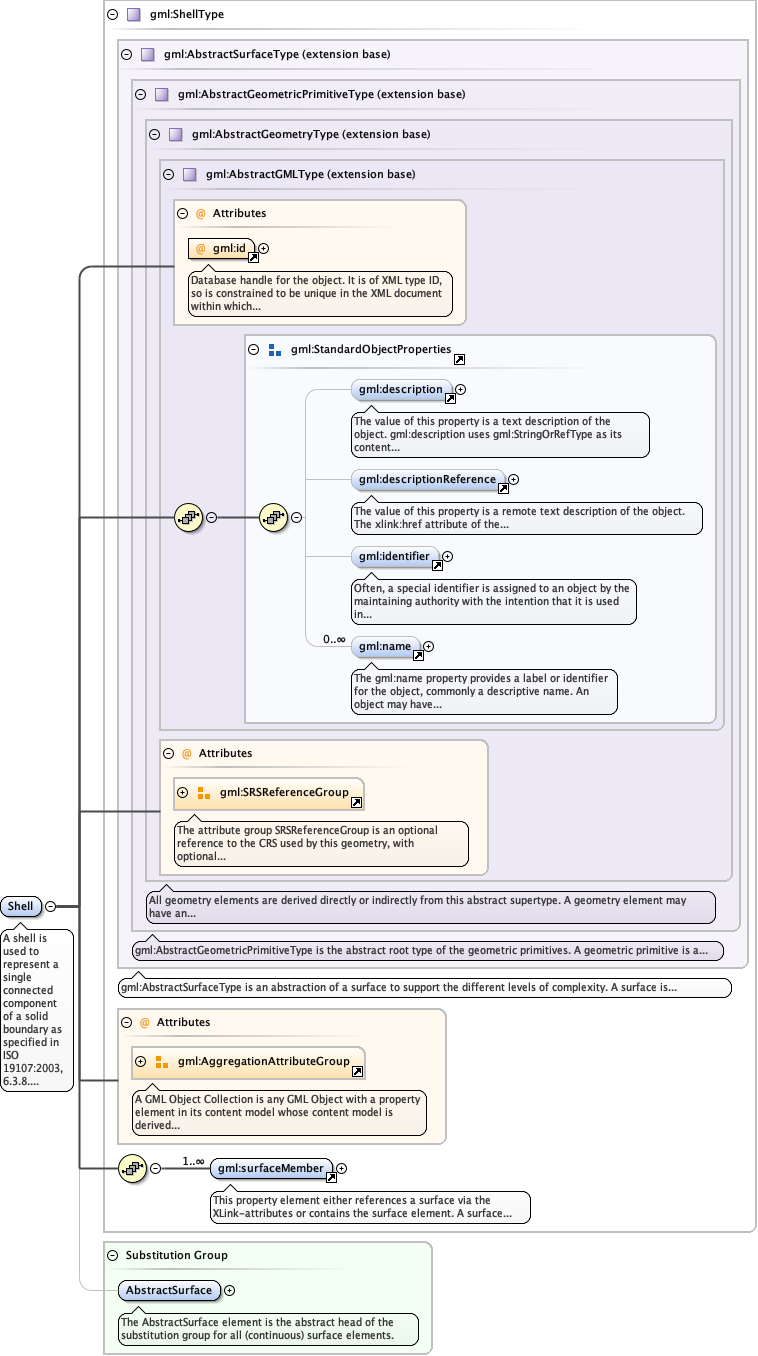 gml:ShellType
gml:AbstractSurfaceType (extension base)
gml:AbstractGeometricPrimitiveType (extension base)
gml:AbstractGeometryType (extension base)
gml:AbstractGMLType (extension base)
@ Attributes
@ gml:id
Database handle for the object. It is of XML type ID,
so is constrained to be unique in the XML document
within which...
gml:StandardObjectProperties
gml:description
The value of this property is a text description of the
object. gml:description uses gml:StringOrRefType as its
content...
gml:descriptionReference
The value of this property is a remote text description of the object.
The xlink:href attribute of the...
gml:identifier
Often, a special identifier is assigned to an object by the
maintaining authority with the intention that it is used
in...
0..∞
gml:name
The gml:name property provides a label or identifier
for the object, commonly a descriptive name. An
object may have...
@ Attributes
gml:SRSReferenceGroup
The attribute group SRSReferenceGroup is an optional
reference to the CRS used by this geometry, with
optional...
All geometry elements are derived directly or indirectly from this abstract supertype. A geometry element may
have an...
gml:AbstractGeometricPrimitiveType is the abstract root type of the geometric primitives. A geometric primitive is a...
gml:AbstractSurfaceType is an abstraction of a surface to support the different levels of complexity. A surface is...
Shell
A shell is
used to
represent a
single
connected
component
of a solid
boundary as
specified in
ISO
19107:2003,
6.3.8....
@ Attributes
gml:AggregationAttributeGroup
A GML Object Collection is any GML Object with a property
element in its content model whose content model is
derived...
1..∞
gml:surfaceMember
This property element either references a surface via the
XLink-attributes or contains the surface element. A surface...
Substitution Group
AbstractSurface
The AbstractSurface element is the abstract head of the
substitution group for all (continuous) surface elements.